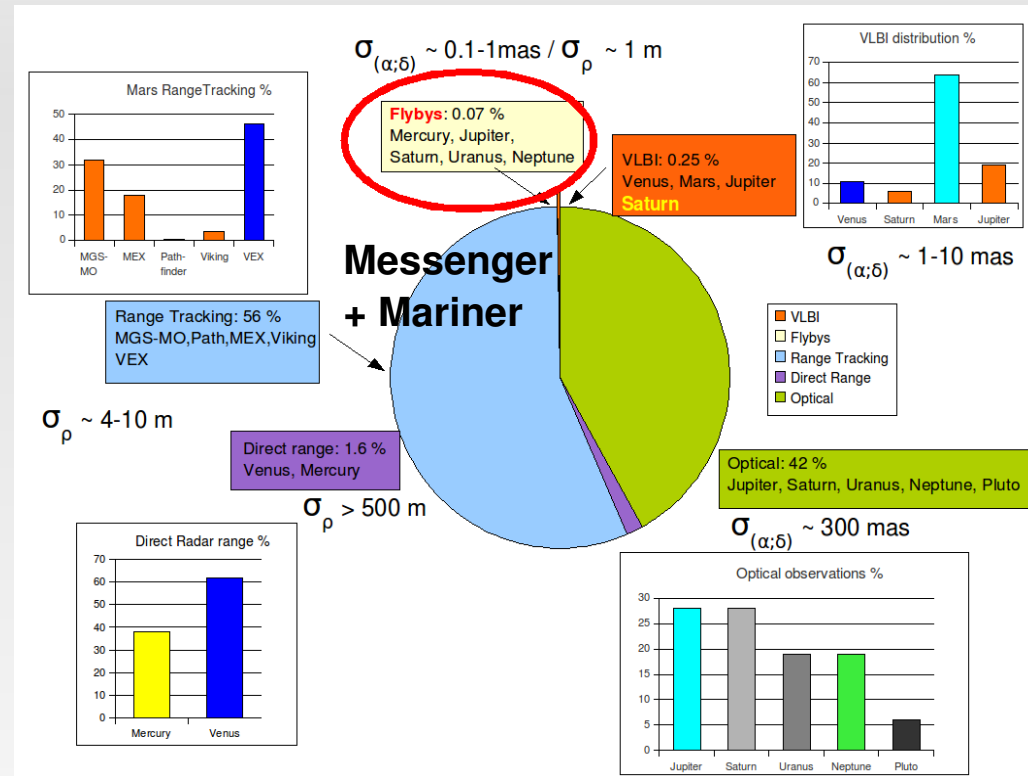 σ(α;δ) ~ 0.1-1mas / σρ ~ 1 m
Mars RangeTracking %
50
40
30
20
10
0
MGS-MO
MEX
Path-finder
Viking
VEX
Flybys: 0.07 %
Mercury, Jupiter,
Saturn, Uranus, Neptune
VLBI: 0.25 %
Venus, Mars, Jupiter
Saturn
VLBI distribution %
70
60
50
40
30
20
10
0
Venus
Saturn
Mars
Jupiter
σ(α;δ) ~ 1-10 mas
Messenger
+ Mariner
Range Tracking: 56 %
MGS-MO,Path,MEX,Viking
VEX
σρ ~ 4-10 m
VLBI
Flybys
Range Tracking
Direct Range
Optical
Direct range: 1.6 %
Venus, Mercury
σρ > 500 m
Optical: 42 %
Jupiter, Saturn, Uranus, Neptune, Pluto
σ(α;δ) ~ 300 mas
Direct Radar range %
70
60
50
40
30
20
10
0
Mercury
Venus
Optical observations %
30
25
20
15
10
5
0
Jupiter
Saturn
Uranus
Neptune
Pluto